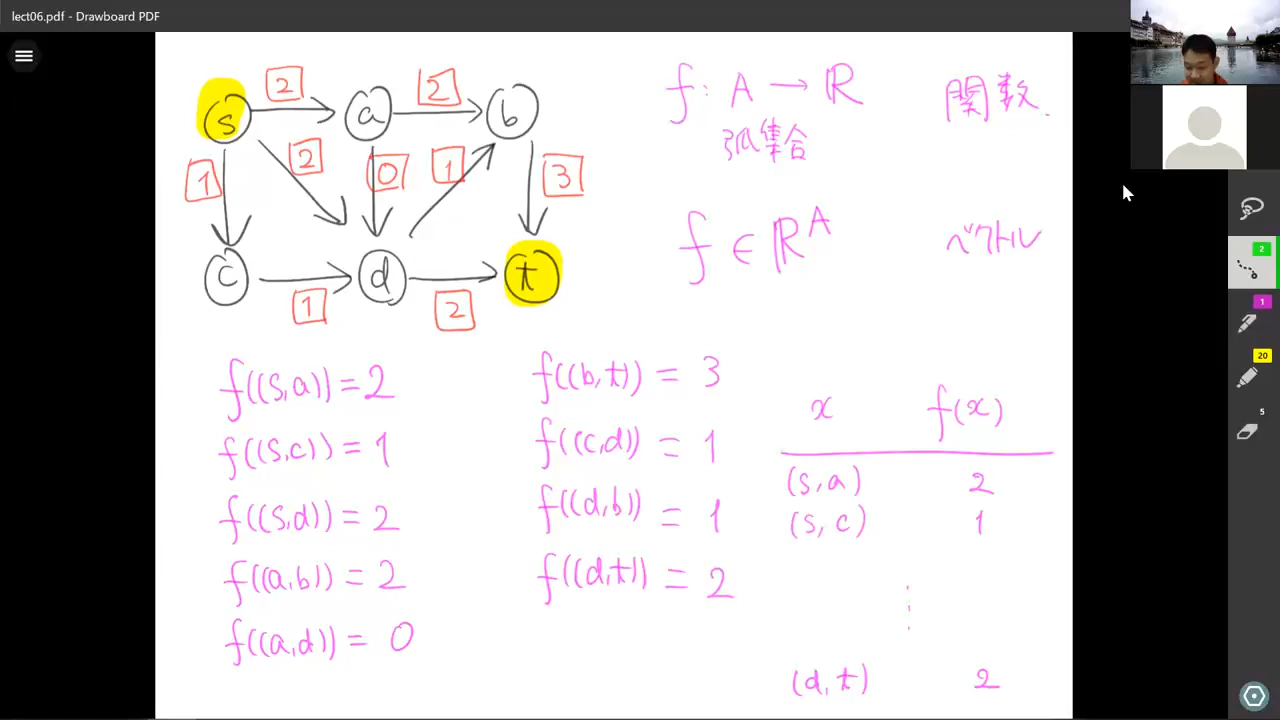 lect06.pdf - Drawboard PDF
2 2
s a b
1 2 0 1 3
c d t
1 2
f: A → ℝ 関数.
弧集合
f ∈ ℝ^A ベクトル
f((s,a)) = 2
f((s,c)) = 1
f((s,d)) = 2
f((a,b)) = 2
f((a,d)) = 0
f((b,t)) = 3
f((c,d)) = 1
f((d,b)) = 1
f((d,t)) = 2
x f(x)
(s,a) 2
(s,c) 1
⋮
(d,t) 2
2
1
20
5